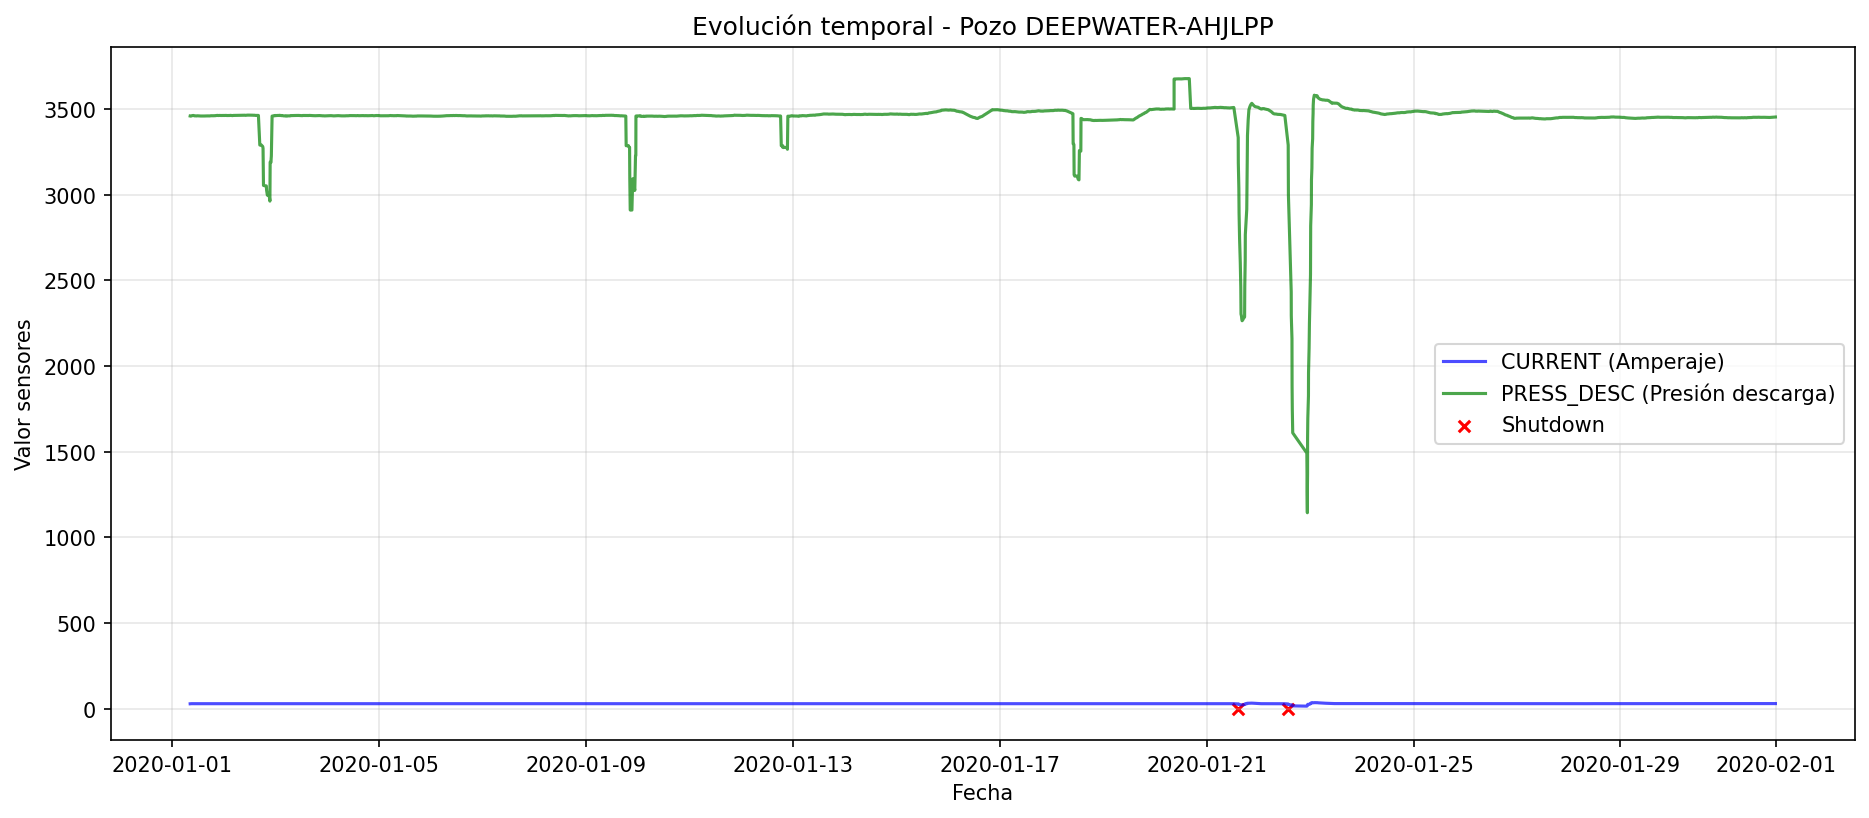 Evolución temporal - Pozo DEEPWATER-AHJLPP
Valor sensores
3500
3000
2500
2000
1500
1000
500
0
CURRENT (Amperaje)
PRESS_DESC (Presión descarga)
Shutdown
2020-01-01
2020-01-05
2020-01-09
2020-01-13
2020-01-17
2020-01-21
2020-01-25
2020-01-29
2020-02-01
Fecha